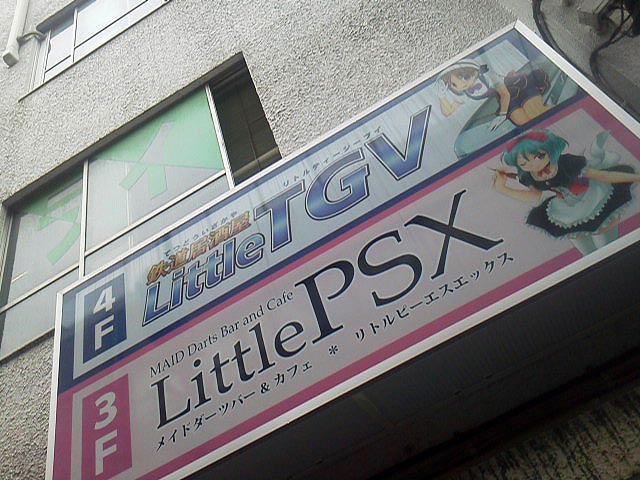 4F
てつどういざかや
鉄道居酒屋
リトルティージーブイ
LittleTGV
3F
MAID Darts Bar and Cafe
LittlePSX
メイドダーツバー & カフェ * リトルピーエスエックス